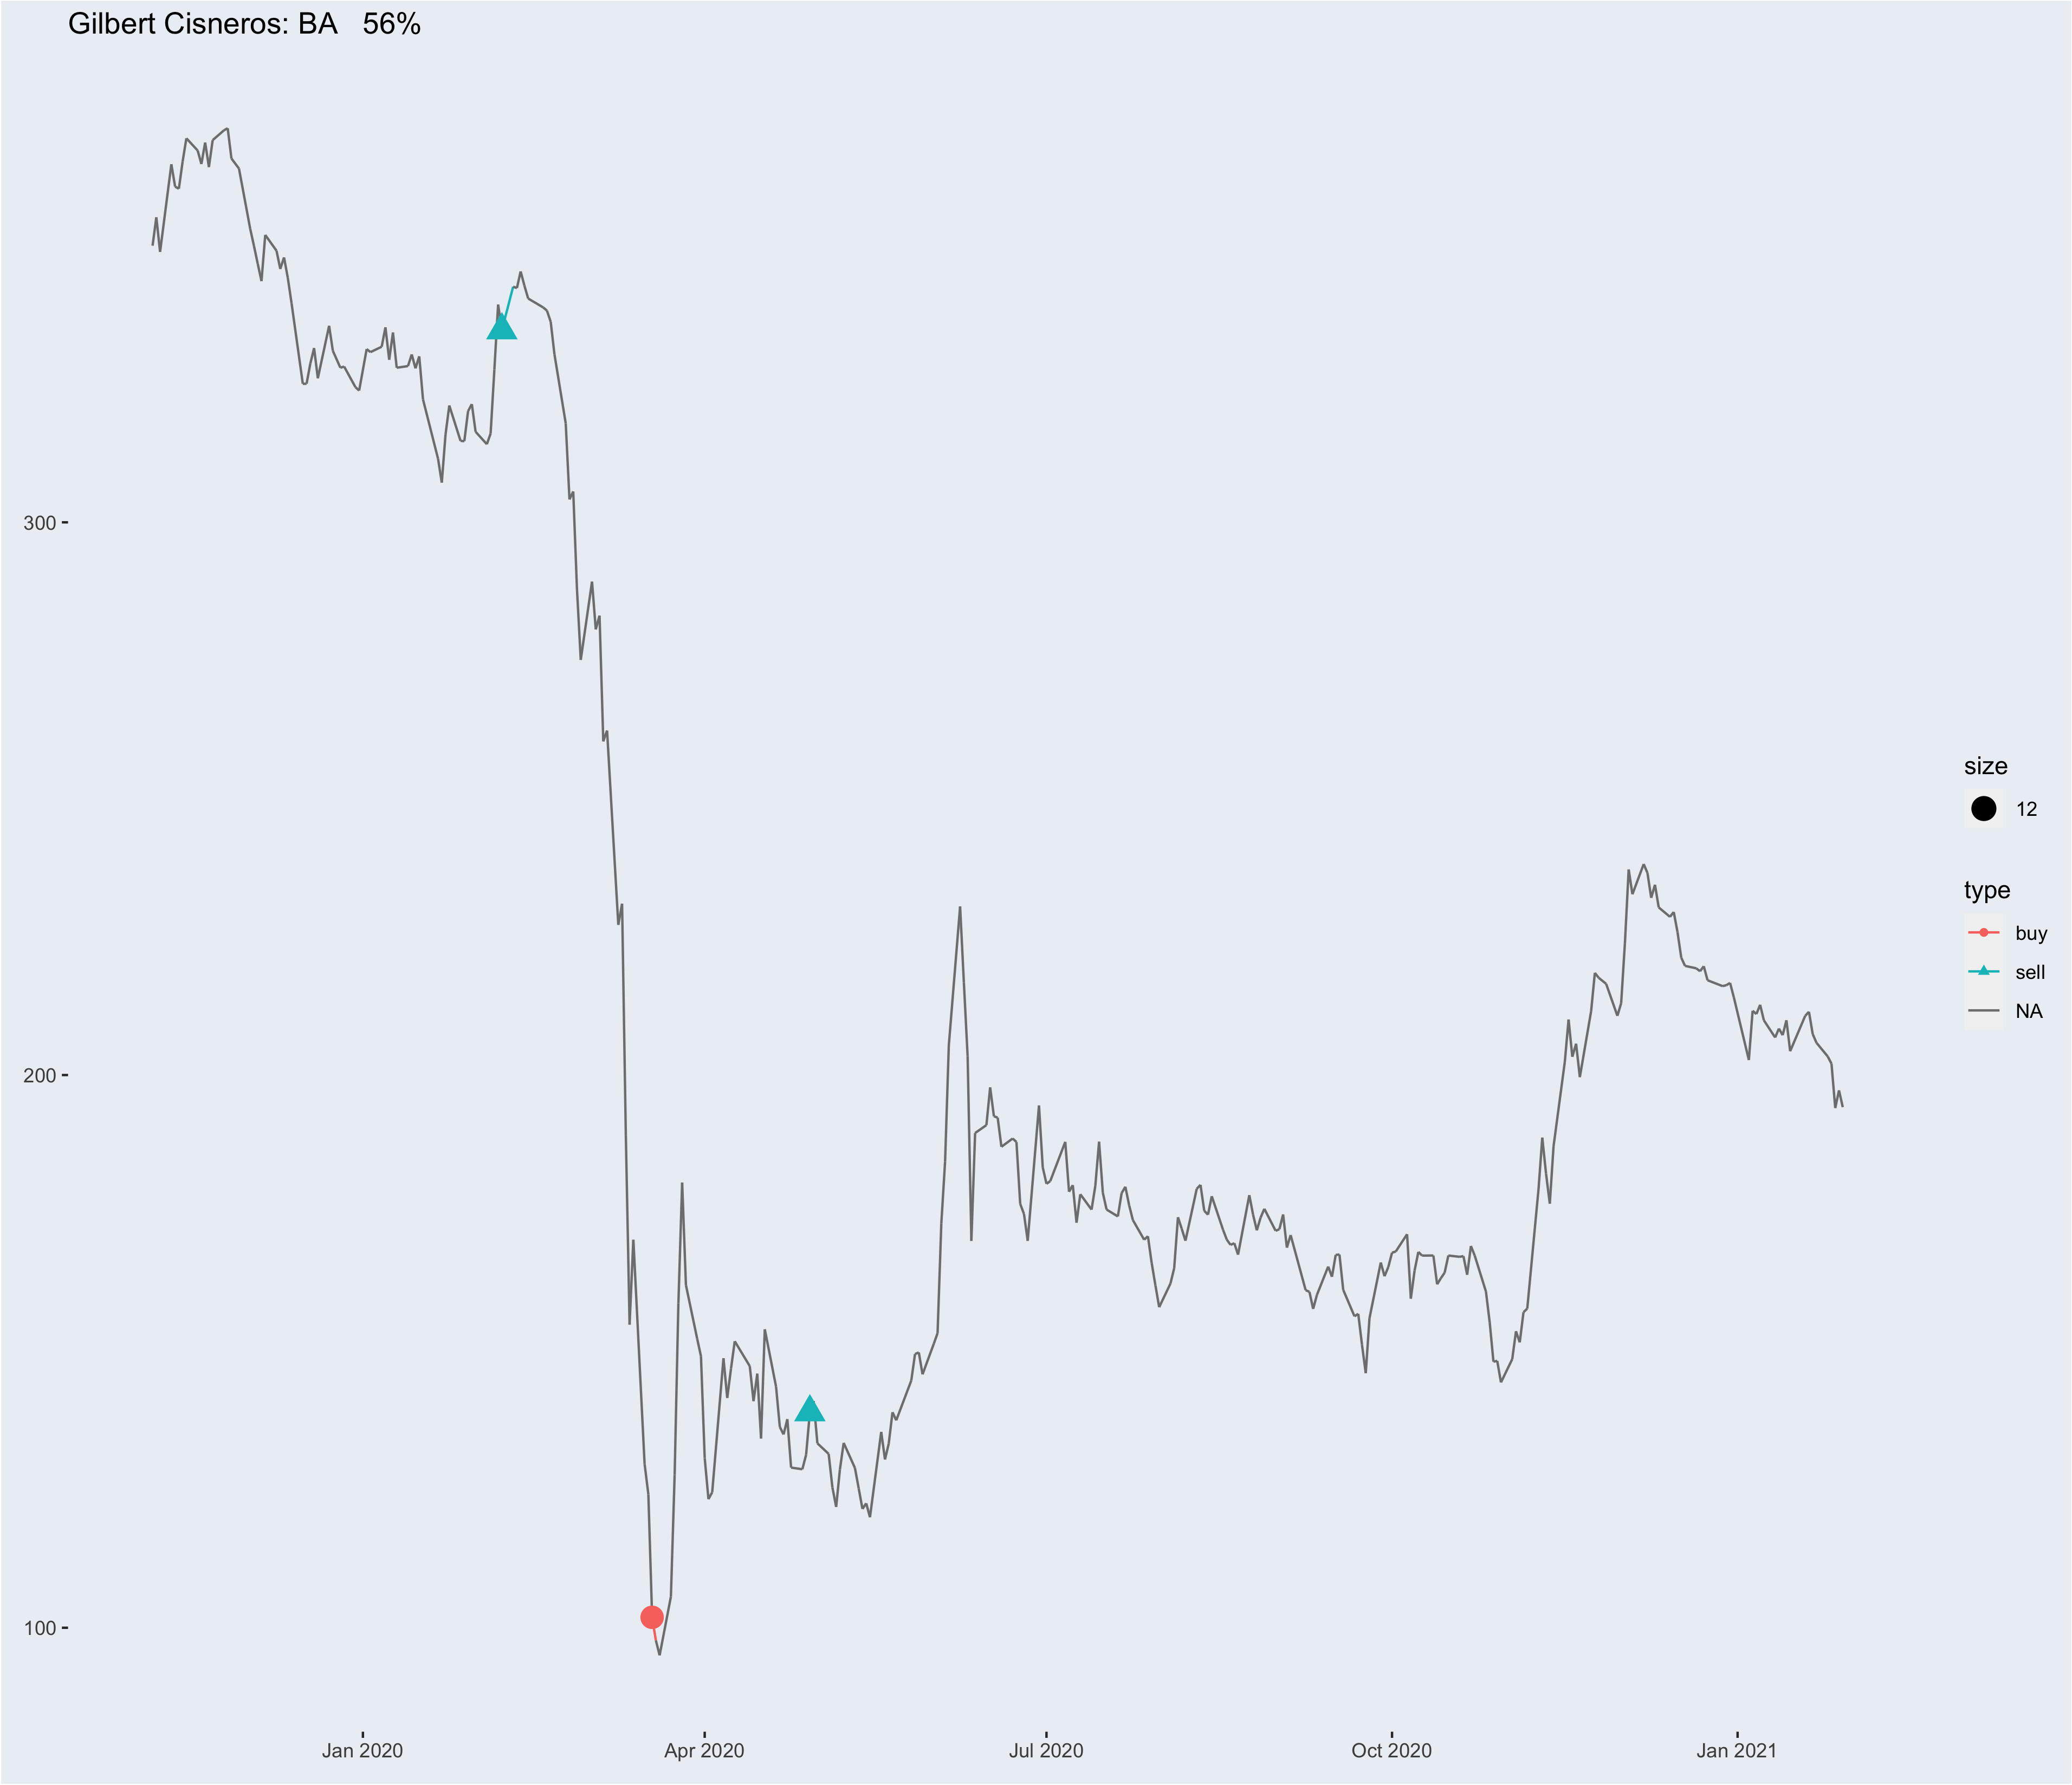 Gilbert Cisneros: BA   56%
300
200
100
Jan 2020
Apr 2020
Jul 2020
Oct 2020
Jan 2021
size
12
type
buy
sell
NA